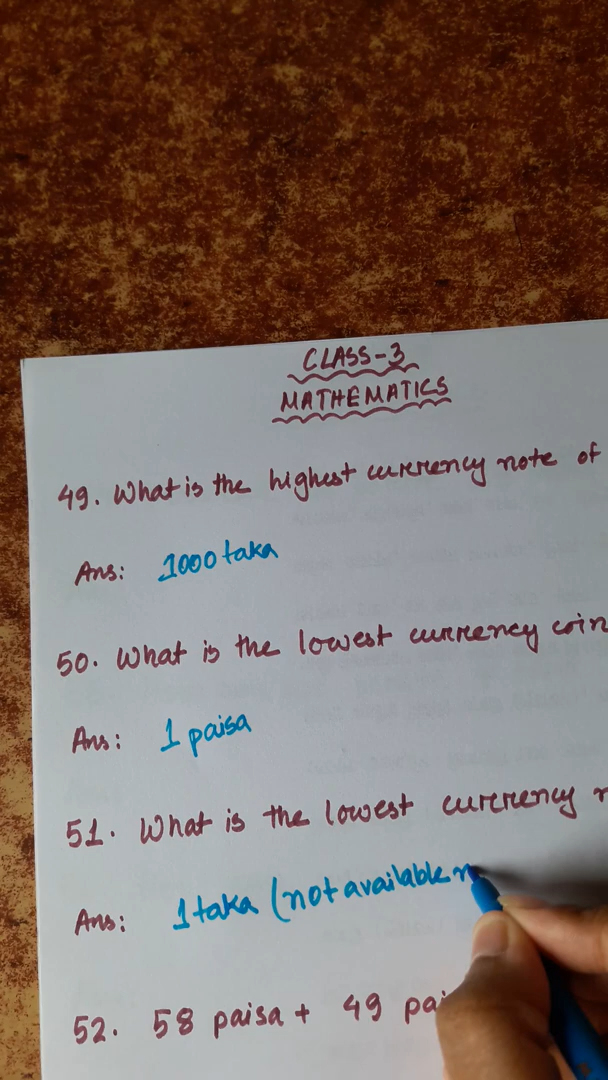 CLASS-3
MATHEMATICS
49. What is the highest currency note of
Ans: 1000 taka
50. What is the lowest currency coin
Ans: 1 paisa
51. What is the lowest currency
Ans: 1 taka (not available
52. 58 paisa + 49